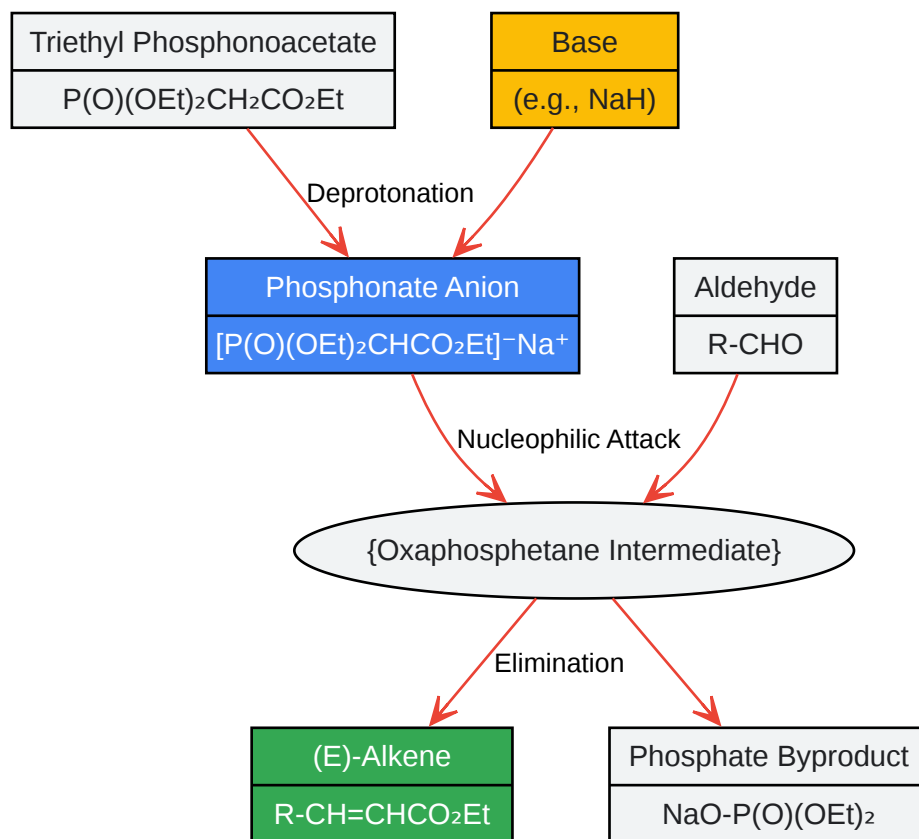 Triethyl Phosphonoacetate
P(O)(OEt)₂CH₂CO₂Et
Base
(e.g., NaH)
Deprotonation
Phosphonate Anion
[P(O)(OEt)₂CHCO₂Et]⁻Na⁺
Aldehyde
R-CHO
Nucleophilic Attack
{Oxaphosphetane Intermediate}
Elimination
(E)-Alkene
R-CH=CHCO₂Et
Phosphate Byproduct
NaO-P(O)(OEt)₂